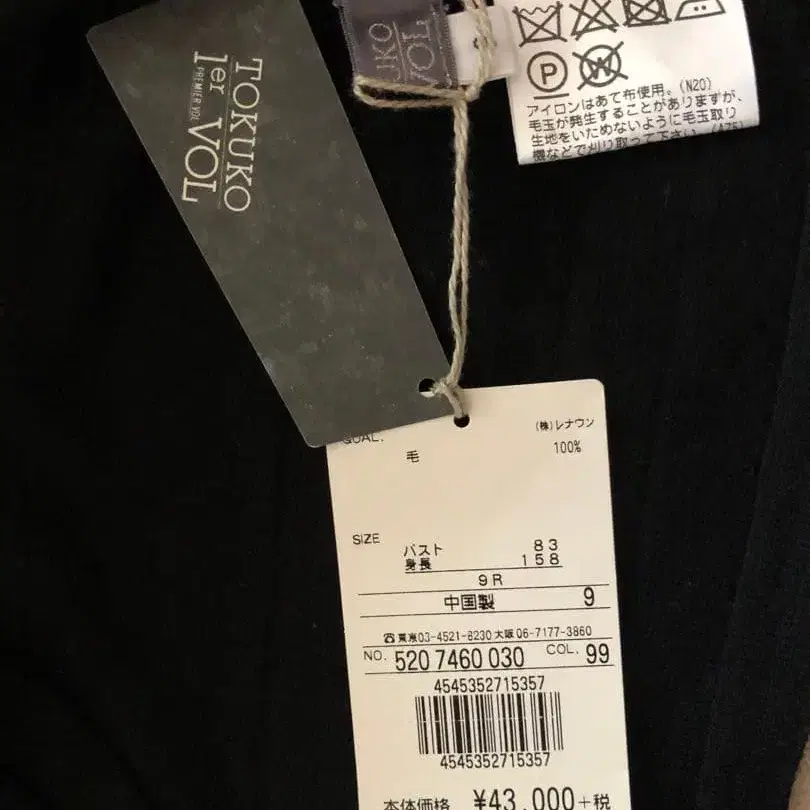 TOKUKO
1er VOL
PREMIER VOL
UKO
VOL
P
W
アイロンはあて布使用。(N20)
毛玉が発生することがありますが、
生地をいためないように毛玉取り
機などで刈り取って下さい。(A75)
QUAL.
(株)レナウン
毛 100%
SIZE
バスト 83
身長 158
9R
中国製 9
☎東京03-4521-8230 大阪06-7177-3860
NO. 520 7460 030 COL. 99
4545352715357
4545352715357
本体価格 ¥43,000+税